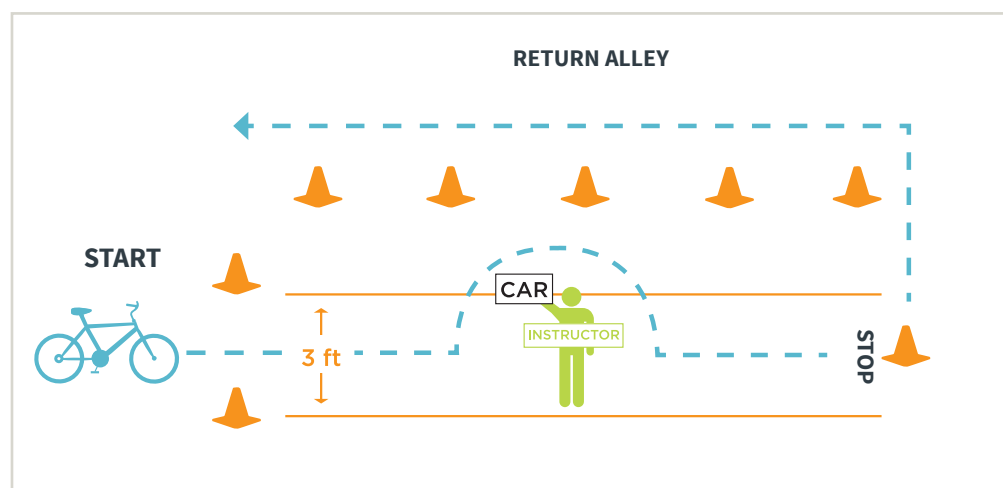 RETURN ALLEY
START
CAR
INSTRUCTOR
3 ft
STOP